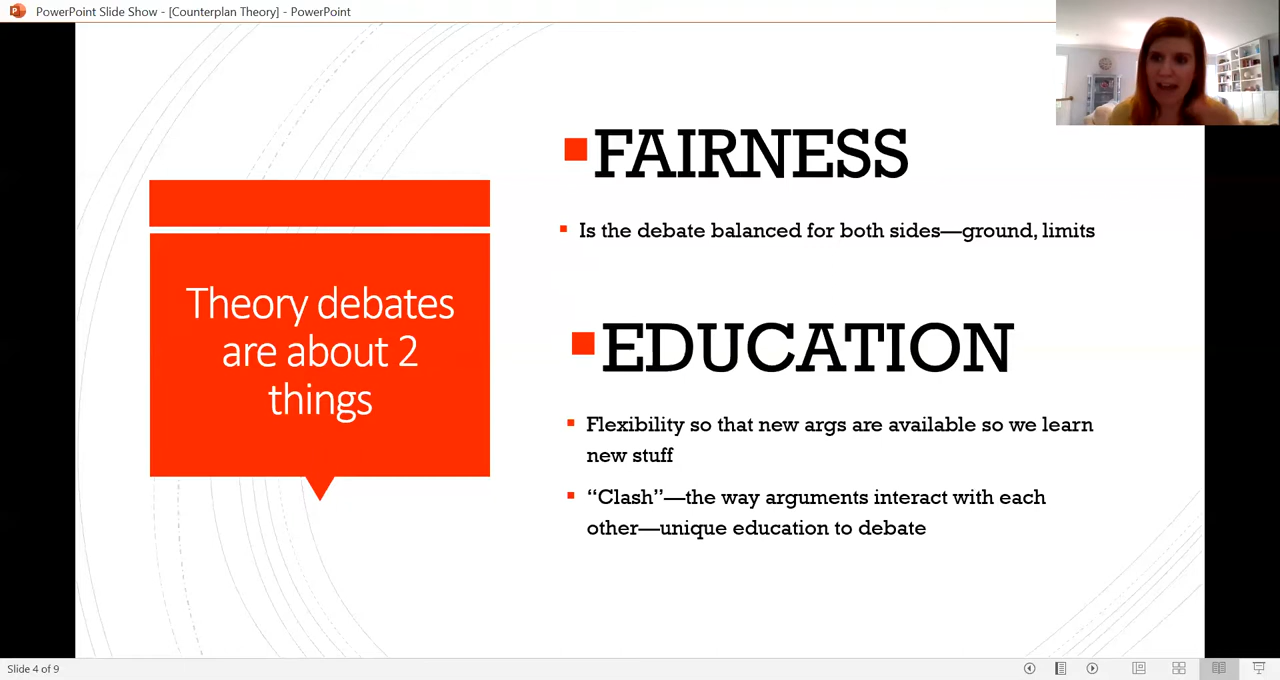 PowerPoint Slide Show - [Counterplan Theory] - PowerPoint
Theory debates
are about 2
things
FAIRNESS
Is the debate balanced for both sides—ground, limits
EDUCATION
Flexibility so that new args are available so we learn
new stuff
“Clash”—the way arguments interact with each
other—unique education to debate
Slide 4 of 9